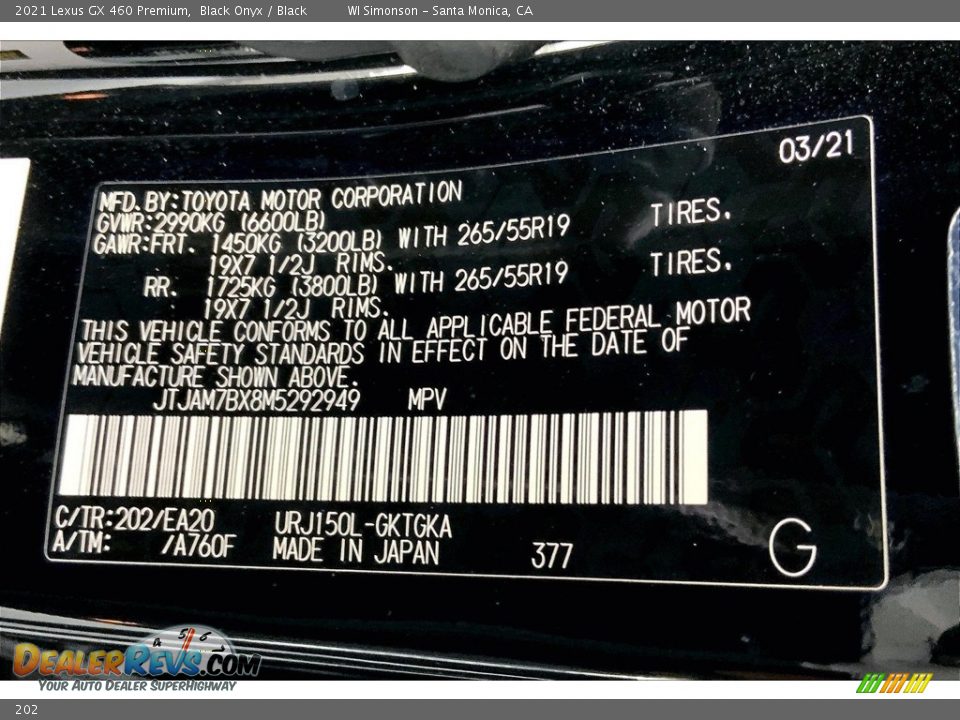 2021 Lexus GX 460 Premium, Black Onyx / Black WI Simonson – Santa Monica, CA
03/21
MFD. BY:TOYOTA MOTOR CORPORATION
GVWR:2990KG (6600LB)
GAWR:FRT. 1450KG (3200LB) WITH 265/55R19 TIRES.
19X7 1/2J RIMS.
RR. 1725KG (3800LB) WITH 265/55R19 TIRES.
19X7 1/2J RIMS.
THIS VEHICLE CONFORMS TO ALL APPLICABLE FEDERAL MOTOR
VEHICLE SAFETY STANDARDS IN EFFECT ON THE DATE OF
MANUFACTURE SHOWN ABOVE.
JTJAM7BX8M5292949 MPV
C/TR:202/EA20 URJ150L-GKTGKA
A/TM: /A760F MADE IN JAPAN 377 G
4 5 6
DealerRevs.com
Your Auto Dealer SuperHighway
202